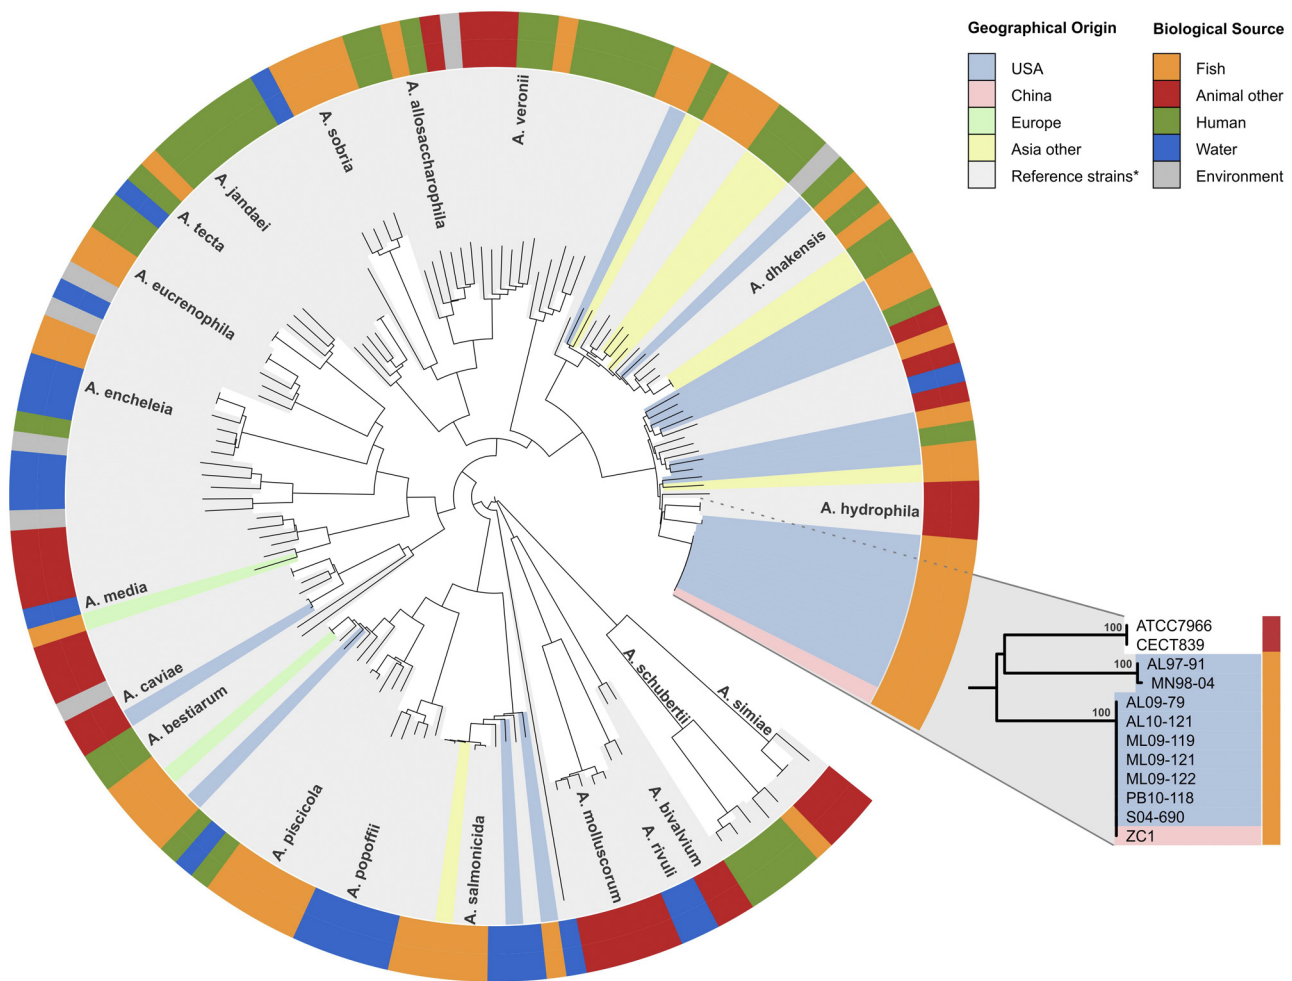 Geographical Origin
USA
China
Europe
Asia other
Reference strains*
Biological Source
Fish
Animal other
Human
Water
Environment
A. veronii
A. allosaccharophila
A. sobria
A. jandaei
A. tecta
A. eucrenophila
A. encheleia
A. media
A. caviae
A. bestiarum
A. piscicola
A. popoffii
A. salmonicida
A. molluscorum
A. rivuli
A. bivalvium
A. schubertii
A. simiae
A. hydrophila
A. dhakensis
100
ATCC7966
CECT839
100
AL97-91
MN98-04
100
AL09-79
AL10-121
ML09-119
ML09-121
ML09-122
PB10-118
S04-690
ZC1